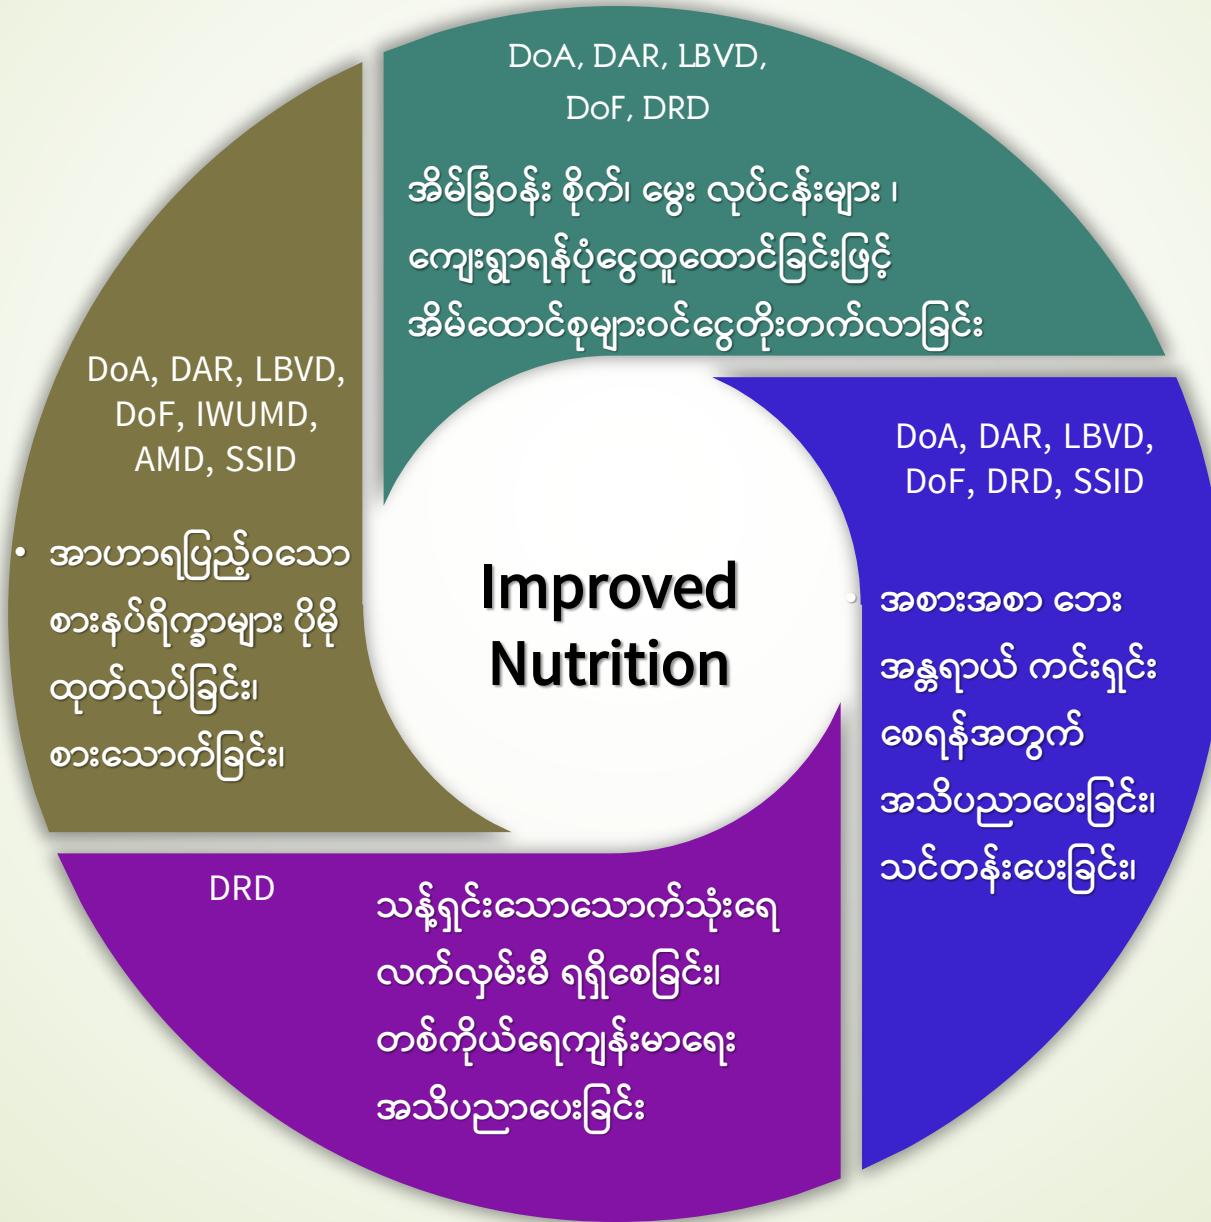 DoA, DAR, LBVD,
DoF, DRD
အိမ်ခြံဝန်း စိုက်၊ မွေး လုပ်ငန်းများ ၊
ကျေးရွာရန်ပုံငွေထူထောင်ခြင်းဖြင့်
အိမ်ထောင်စုများဝင်ငွေတိုးတက်လာခြင်း
DoA, DAR, LBVD,
DoF, IWUMD,
AMD, SSID
• အာဟာရပြည့်ဝသော
စားနပ်ရိက္ခာများ ပိုမို
ထုတ်လုပ်ခြင်း၊
စားသောက်ခြင်း၊
Improved
Nutrition
DoA, DAR, LBVD,
DoF, DRD, SSID
• အစားအစာ ဘေး
အန္တရာယ် ကင်းရှင်း
စေရန်အတွက်
အသိပညာပေးခြင်း၊
သင်တန်းပေးခြင်း၊
DRD
သန့်ရှင်းသောသောက်သုံးရေ
လက်လှမ်းမီ ရရှိစေခြင်း၊
တစ်ကိုယ်ရေကျန်းမာရေး
အသိပညာပေးခြင်း